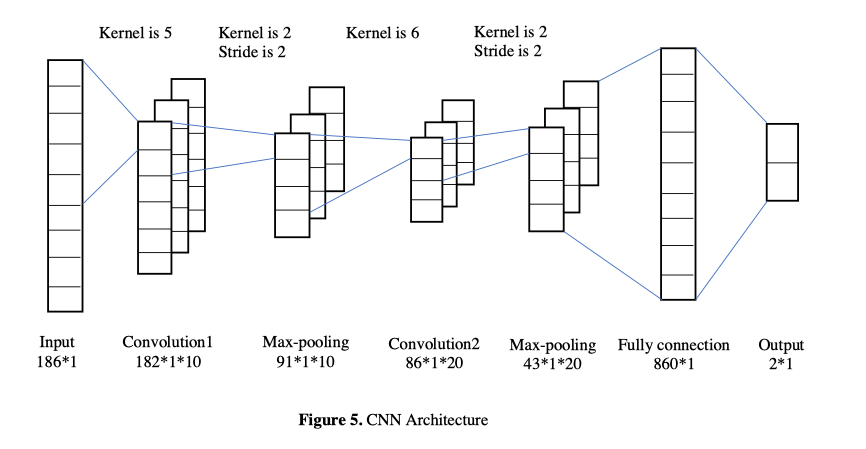 Kernel is 5
Kernel is 2
Stride is 2
Kernel is 6
Kernel is 2
Stride is 2
Input
186*1
Convolution1
182*1*10
Max-pooling
91*1*10
Convolution2
86*1*20
Max-pooling
43*1*20
Fully connection
860*1
Output
2*1
Figure 5. CNN Architecture